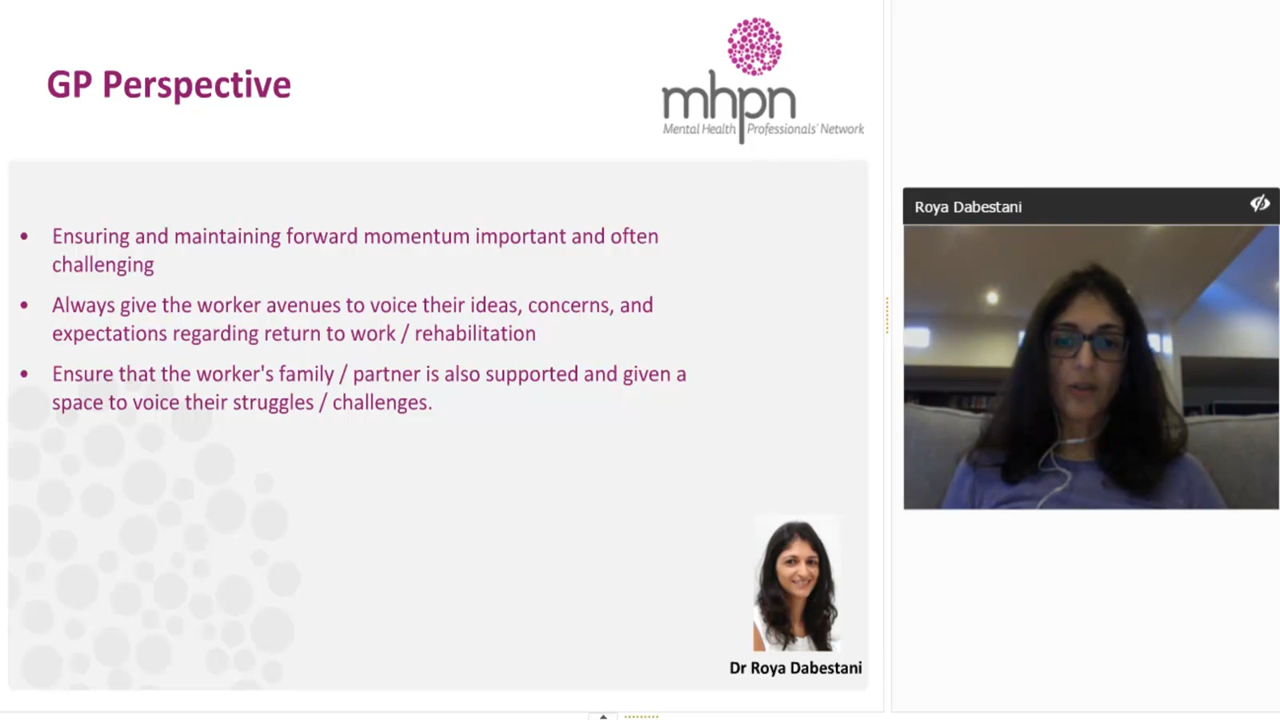 GP Perspective
mhpn
Mental Health Professionals' Network
• Ensuring and maintaining forward momentum important and often
challenging
• Always give the worker avenues to voice their ideas, concerns, and
expectations regarding return to work / rehabilitation
• Ensure that the worker's family / partner is also supported and given a
space to voice their struggles / challenges.
Dr Roya Dabestani
Roya Dabestani